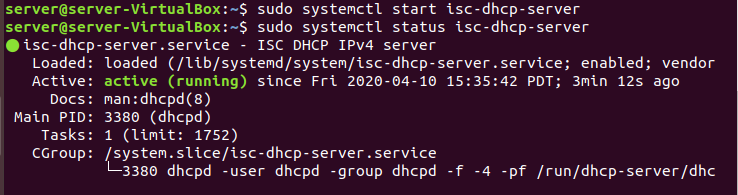 server@server-VirtualBox:~$ sudo systemctl start isc-dhcp-server
server@server-VirtualBox:~$ sudo systemctl status isc-dhcp-server
● isc-dhcp-server.service - ISC DHCP IPv4 server
Loaded: loaded (/lib/systemd/system/isc-dhcp-server.service; enabled; vendor
Active: active (running) since Fri 2020-04-10 15:35:42 PDT; 3min 12s ago
Docs: man:dhcpd(8)
Main PID: 3380 (dhcpd)
Tasks: 1 (limit: 1752)
CGroup: /system.slice/isc-dhcp-server.service
└─3380 dhcpd -user dhcpd -group dhcpd -f -4 -pf /run/dhcp-server/dhc